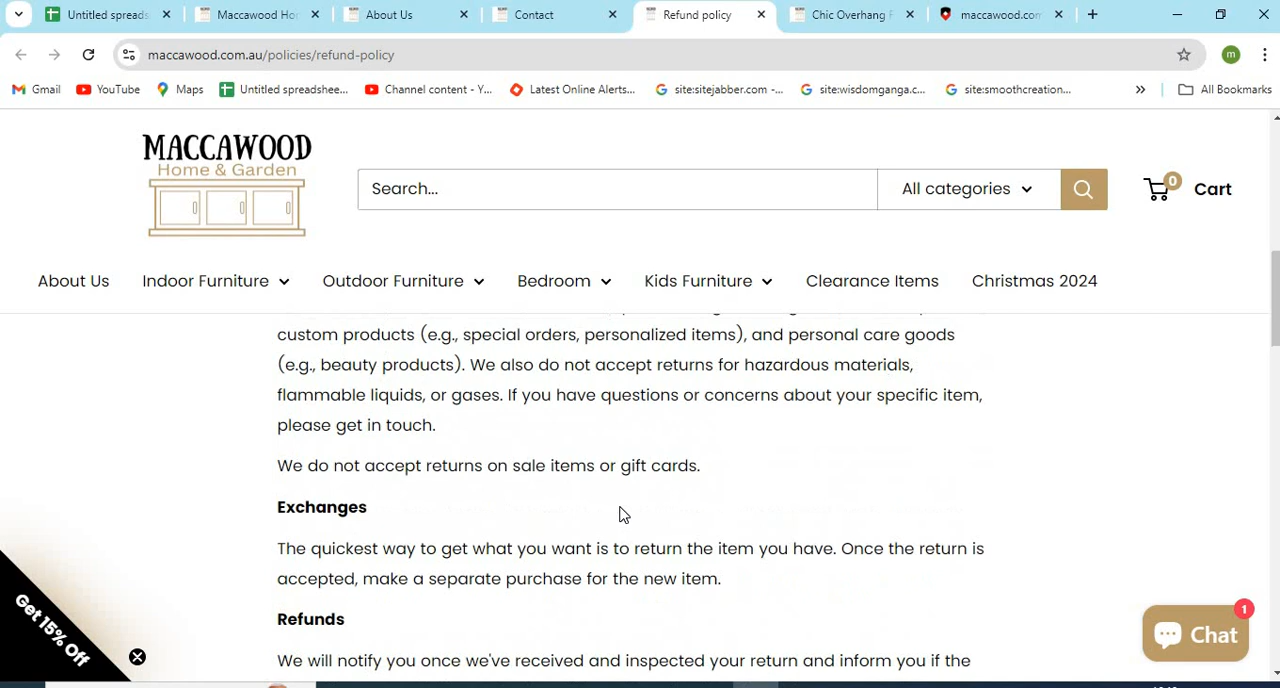 Untitled spreads
Maccawood Ho
About Us
Contact
Refund policy
Chic Overhang F
maccawood.com
maccawood.com.au/policies/refund-policy
m
Gmail
YouTube
Maps
Untitled spreadshee...
Channel content - Y...
Latest Online Alerts...
site:sitejabber.com -...
site:wisdomganga.c...
site:smoothcreation...
All Bookmarks
MACCAWOOD
Home & Garden
Search...
All categories
0
Cart
About Us
Indoor Furniture
Outdoor Furniture
Bedroom
Kids Furniture
Clearance Items
Christmas 2024
custom products (e.g., special orders, personalized items), and personal care goods
(e.g., beauty products). We also do not accept returns for hazardous materials,
flammable liquids, or gases. If you have questions or concerns about your specific item,
please get in touch.
We do not accept returns on sale items or gift cards.
Exchanges
The quickest way to get what you want is to return the item you have. Once the return is
accepted, make a separate purchase for the new item.
Refunds
We will notify you once we've received and inspected your return and inform you if the
Get 15% Off
Chat
1